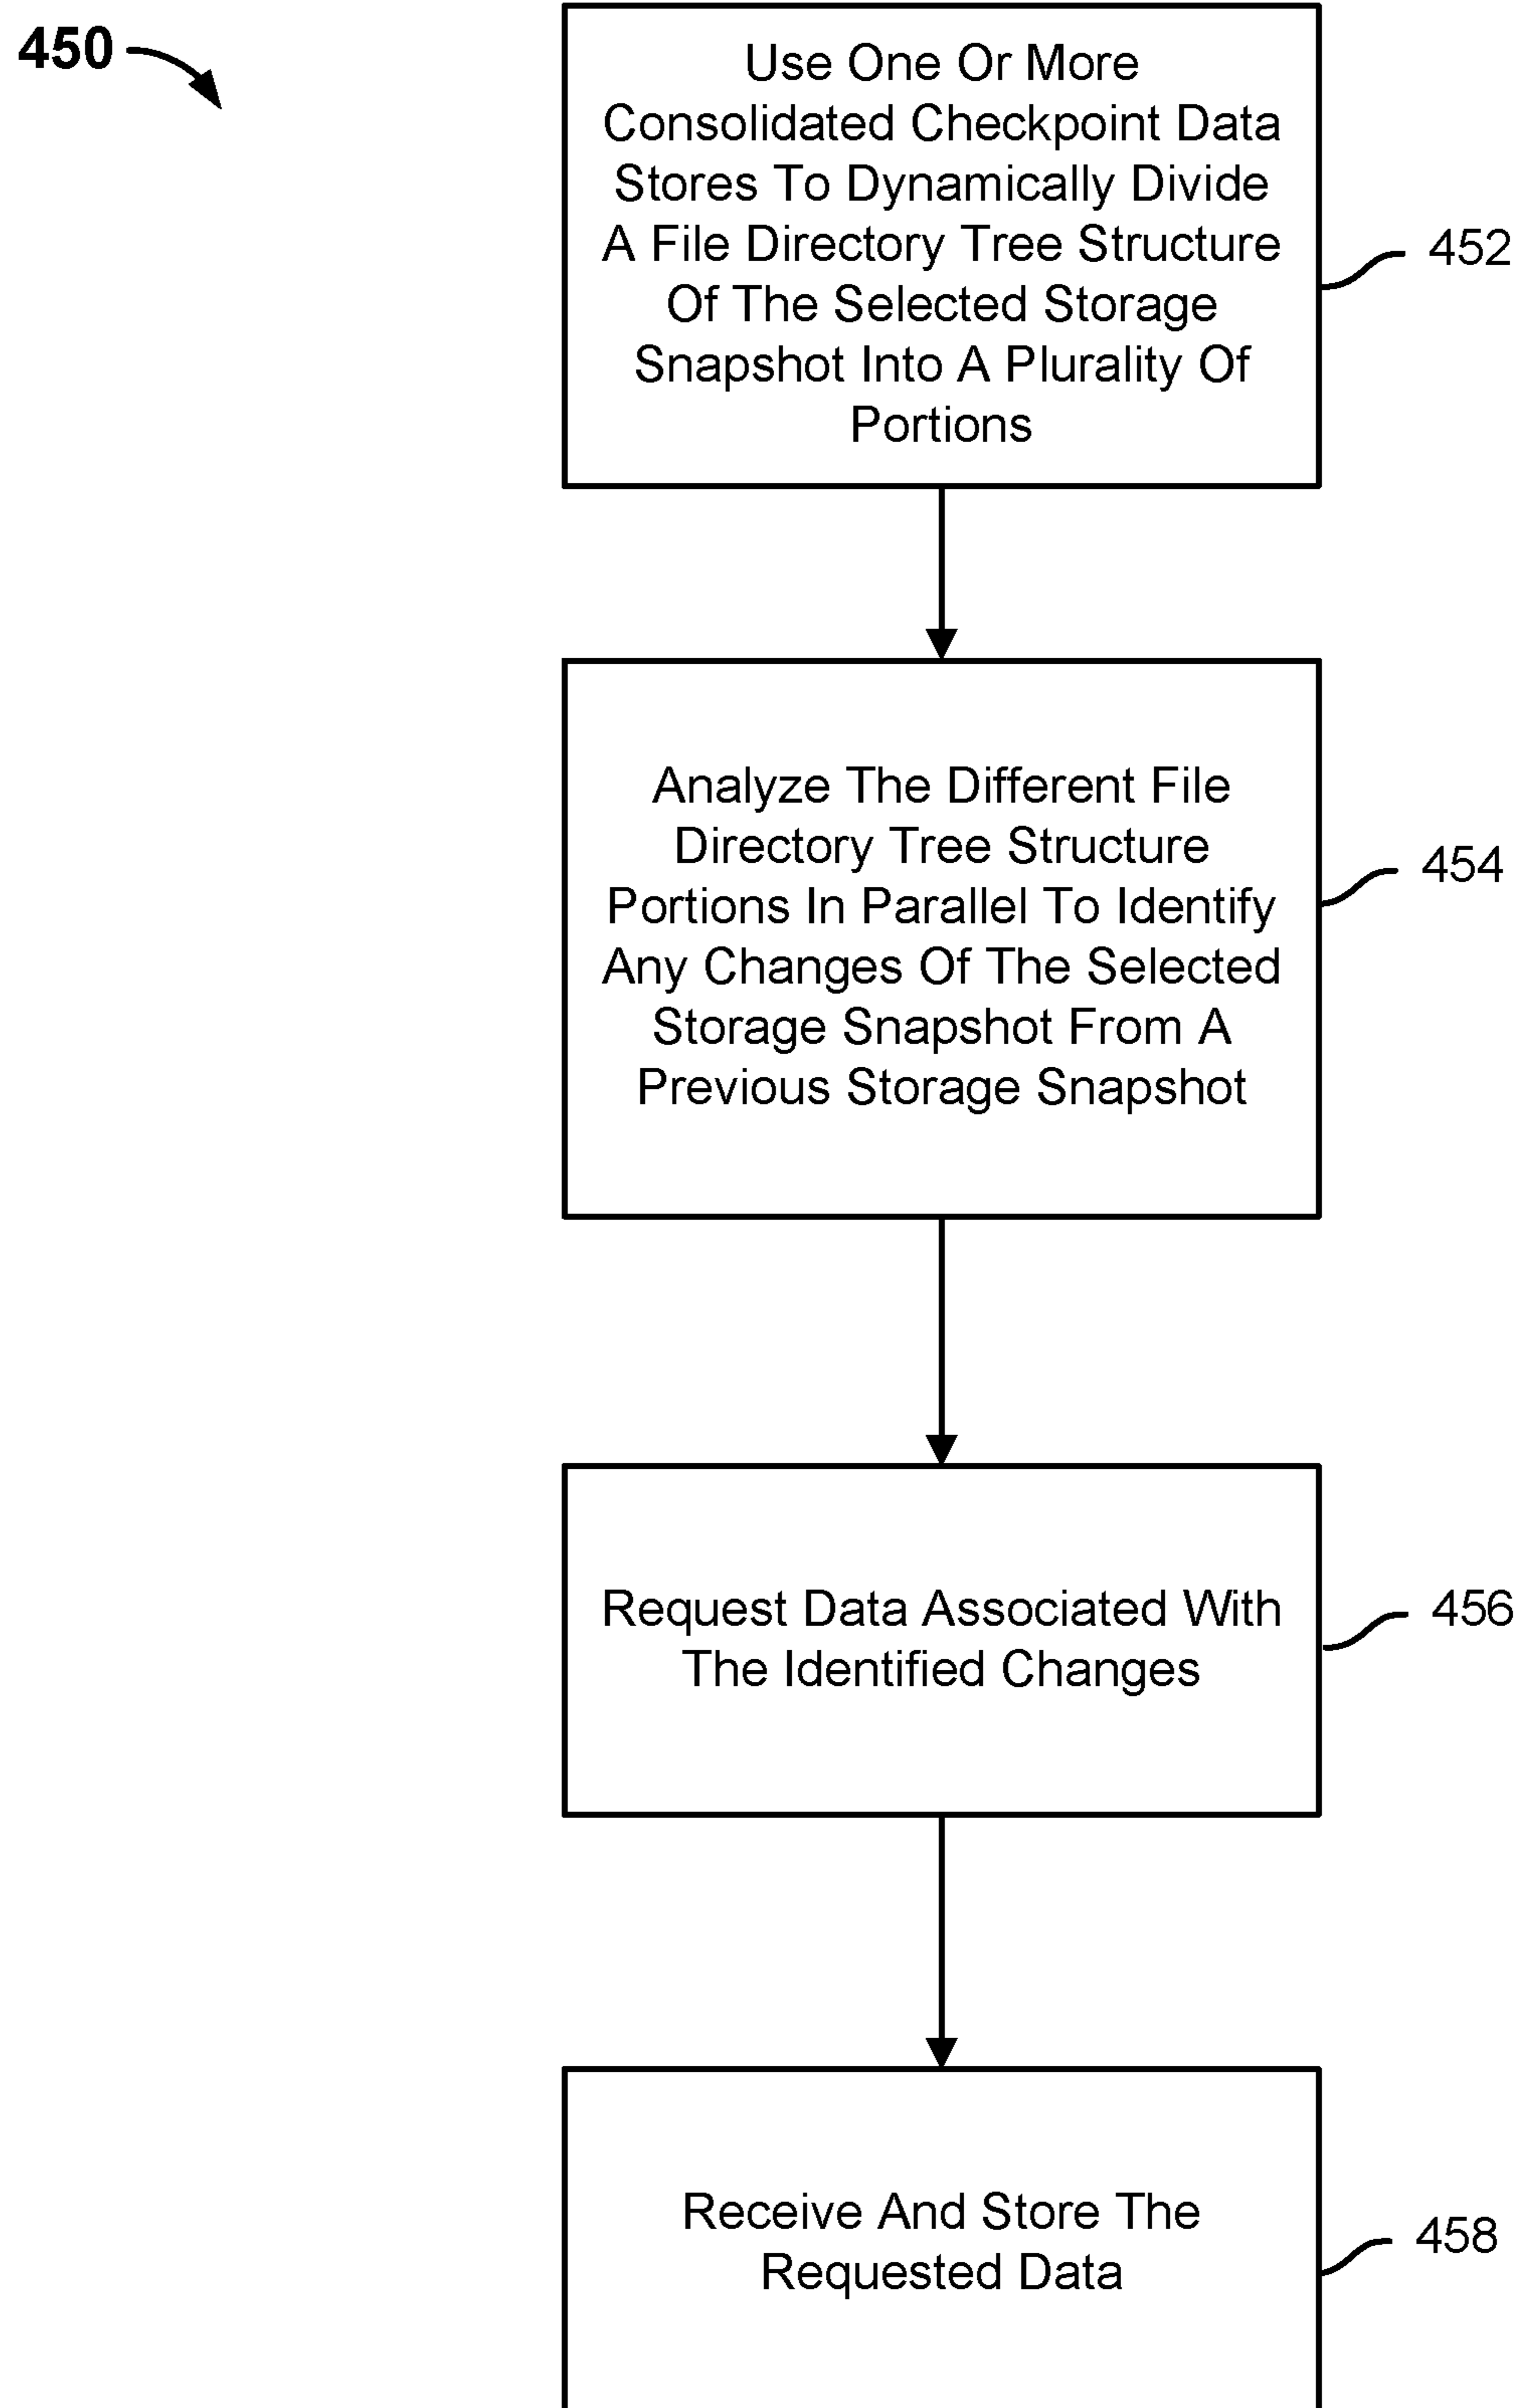 450
Use One Or More
Consolidated Checkpoint Data
Stores To Dynamically Divide
A File Directory Tree Structure
Of The Selected Storage
Snapshot Into A Plurality Of
Portions
452
Analyze The Different File
Directory Tree Structure
Portions In Parallel To Identify
Any Changes Of The Selected
Storage Snapshot From A
Previous Storage Snapshot
454
Request Data Associated With
The Identified Changes
456
Receive And Store The
Requested Data
458